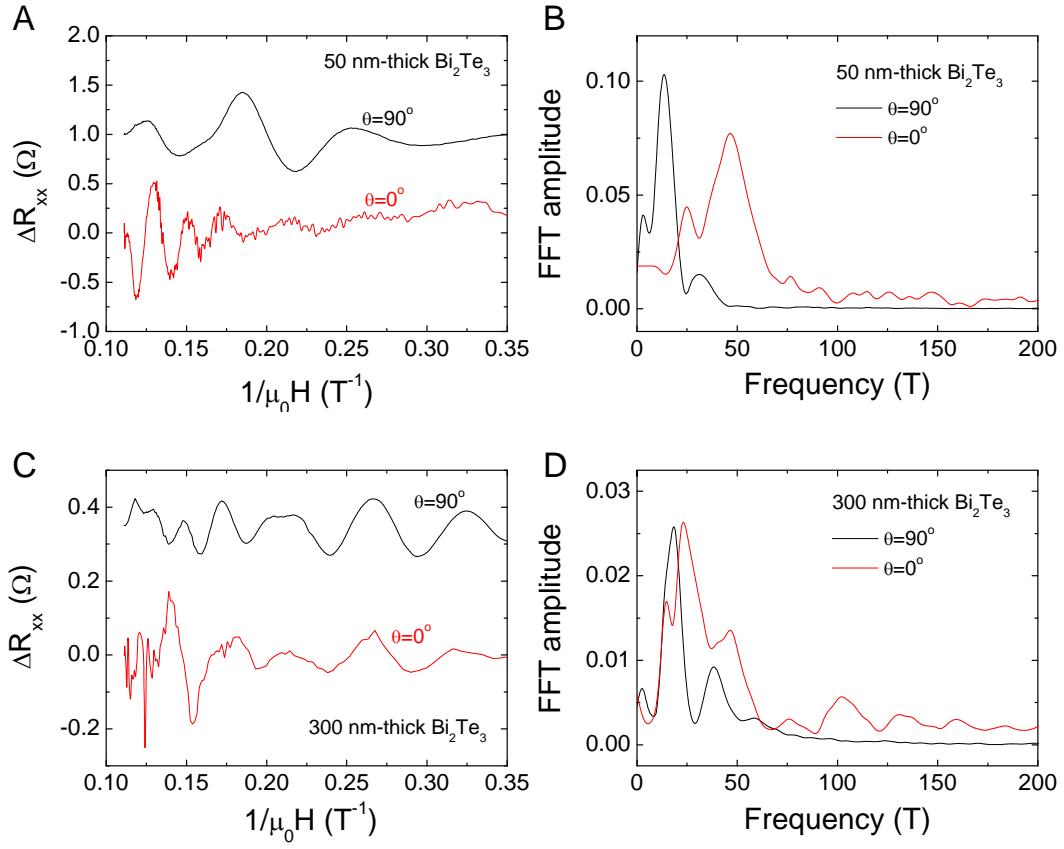 A
2.0
1.5
1.0
0.5
0.0
-0.5
-1.0
ΔRxx (Ω)
50 nm-thick Bi2Te3
θ=90°
θ=0°
0.10 0.15 0.20 0.25 0.30 0.35
1/μ0H (T-1)
B
0.10
0.05
0.00
FFT amplitude
50 nm-thick Bi2Te3
θ=90°
θ=0°
0 50 100 150 200
Frequency (T)
C
0.4
0.2
0.0
-0.2
ΔRxx (Ω)
θ=90°
θ=0°
300 nm-thick Bi2Te3
0.10 0.15 0.20 0.25 0.30 0.35
1/μ0H (T-1)
D
0.03
0.02
0.01
0.00
FFT amplitude
300 nm-thick Bi2Te3
θ=90°
θ=0°
0 50 100 150 200
Frequency (T)